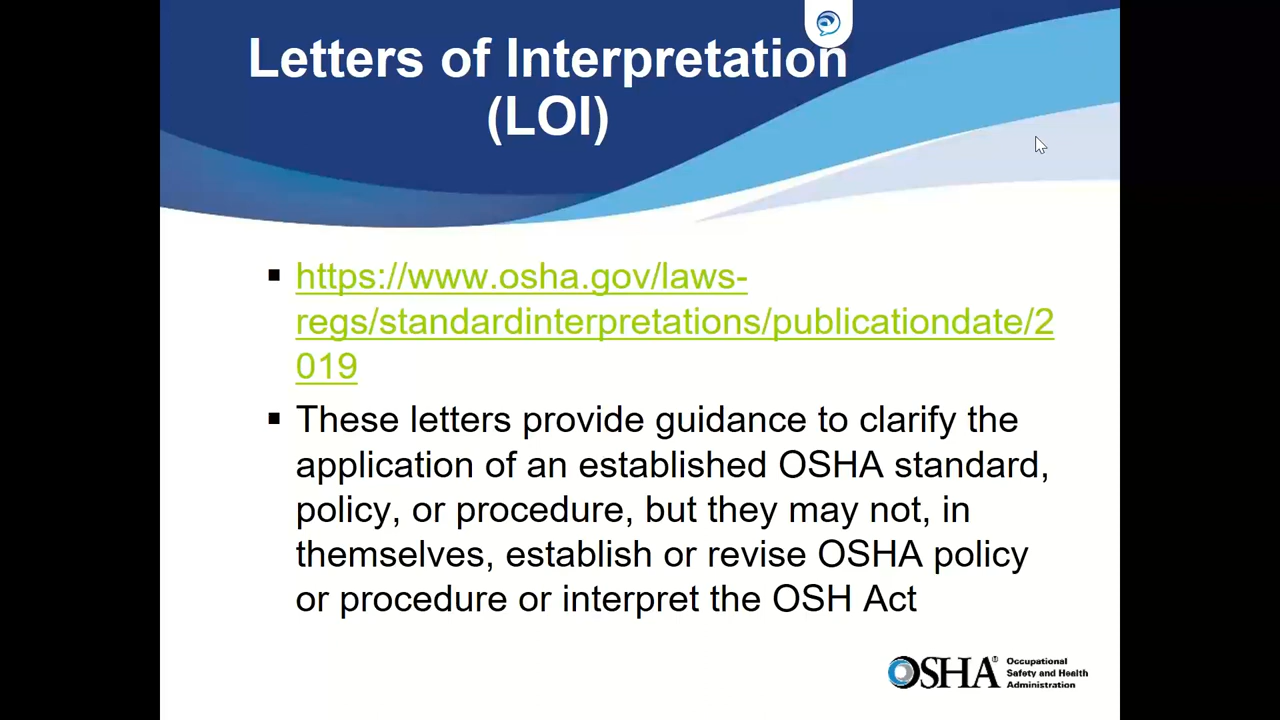 Letters of Interpretation
(LOI)
https://www.osha.gov/laws-
regs/standardinterpretations/publicationdate/2
019
These letters provide guidance to clarify the
application of an established OSHA standard,
policy, or procedure, but they may not, in
themselves, establish or revise OSHA policy
or procedure or interpret the OSH Act
OSHA®
Occupational
Safety and Health
Administration